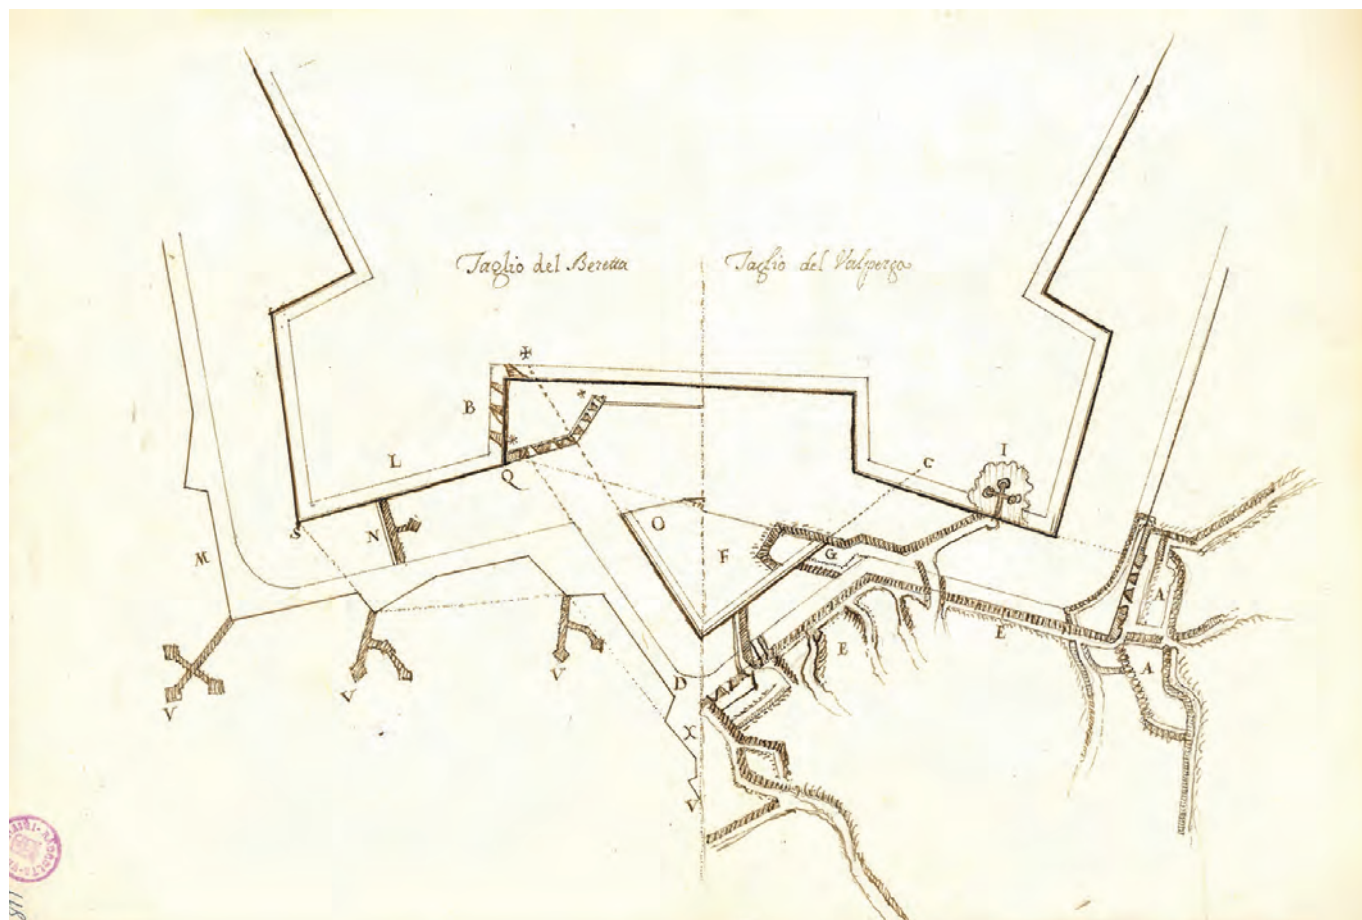 Taglio del Beretta
Taglio del Valperga
✠
B
*
*
L
Q
C
I
S
N
O
F
G
M
A
E
E
A
D
V
V
V
X
V